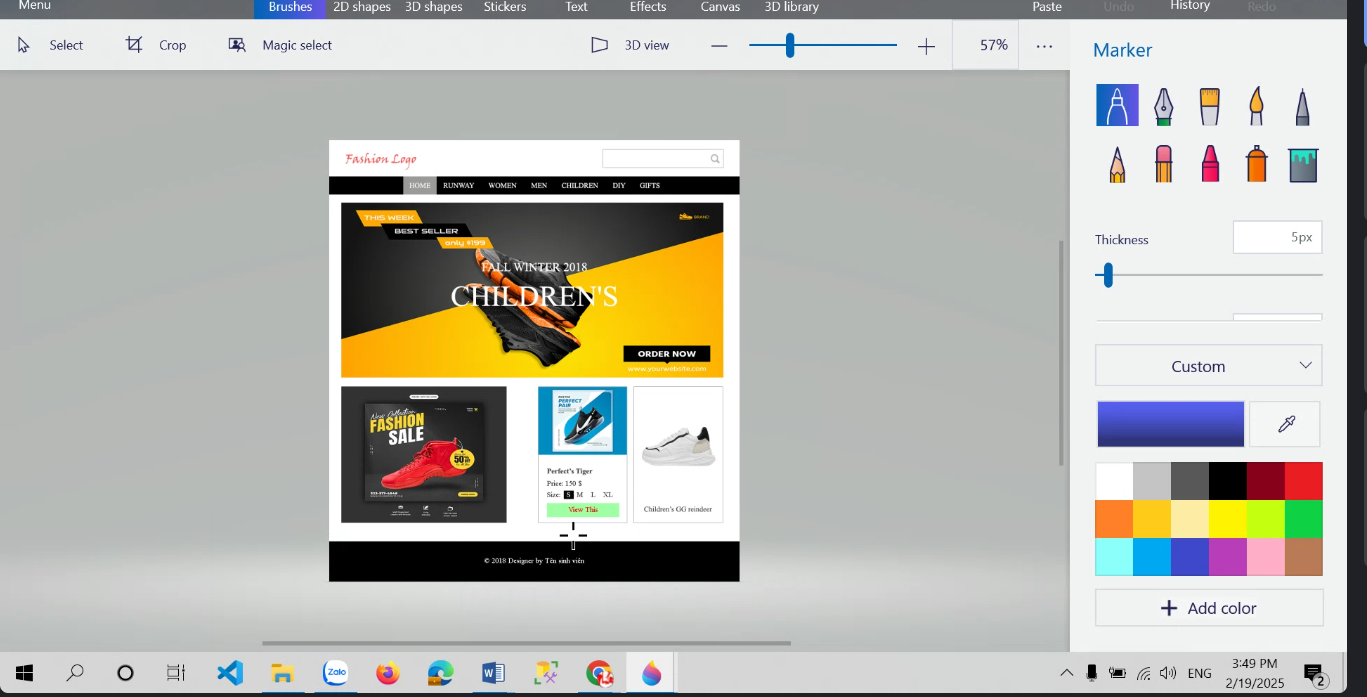 Menu Brushes 2D shapes 3D shapes Stickers Text Effects Canvas 3D library Paste Undo History Redo
Select Crop Magic select 3D view 57% ...
Marker
Thickness 5px
Custom
Add color
Fashion Logo
HOME RUNWAY WOMEN MEN CHILDREN DIY GIFTS
THIS WEEK
BEST SELLER
only $199
BRAND
FALL WINTER 2018
CHILDREN'S
ORDER NOW
www.yourwebsite.com
New Collection
FASHION
SALE
50%
PERFECT
PAIR
Perfect's Tiger
Price: 150 $
Size: S M L XL
View This
Children's GG reindeer
© 2018 Designer by Tên sinh viên
Zalo
ENG
3:49 PM
2/19/2025
2